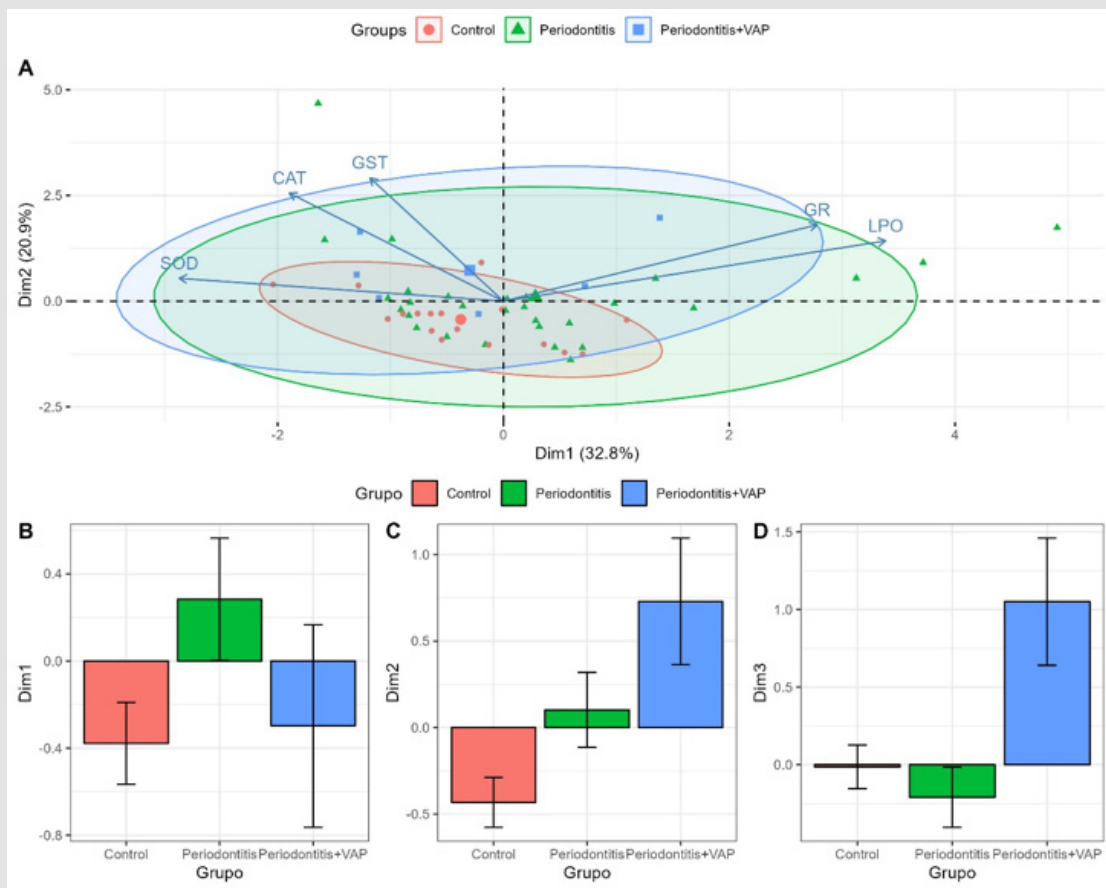 Groups Control Periodontitis Periodontitis+VAP
A
5.0
2.5
0.0
-2.5
Dim2 (20.9%)
CAT GST
SOD
GR
LPO
-2 0 2 4
Dim1 (32.8%)
Grupo Control Periodontitis Periodontitis+VAP
B
0.4
0.0
-0.4
-0.8
Dim1
Control Periodontitis Periodontitis+VAP
Grupo
C
1.0
0.5
0.0
-0.5
Dim2
Control Periodontitis Periodontitis+VAP
Grupo
D
1.5
1.0
0.5
0.0
Dim3
Control Periodontitis Periodontitis+VAP
Grupo